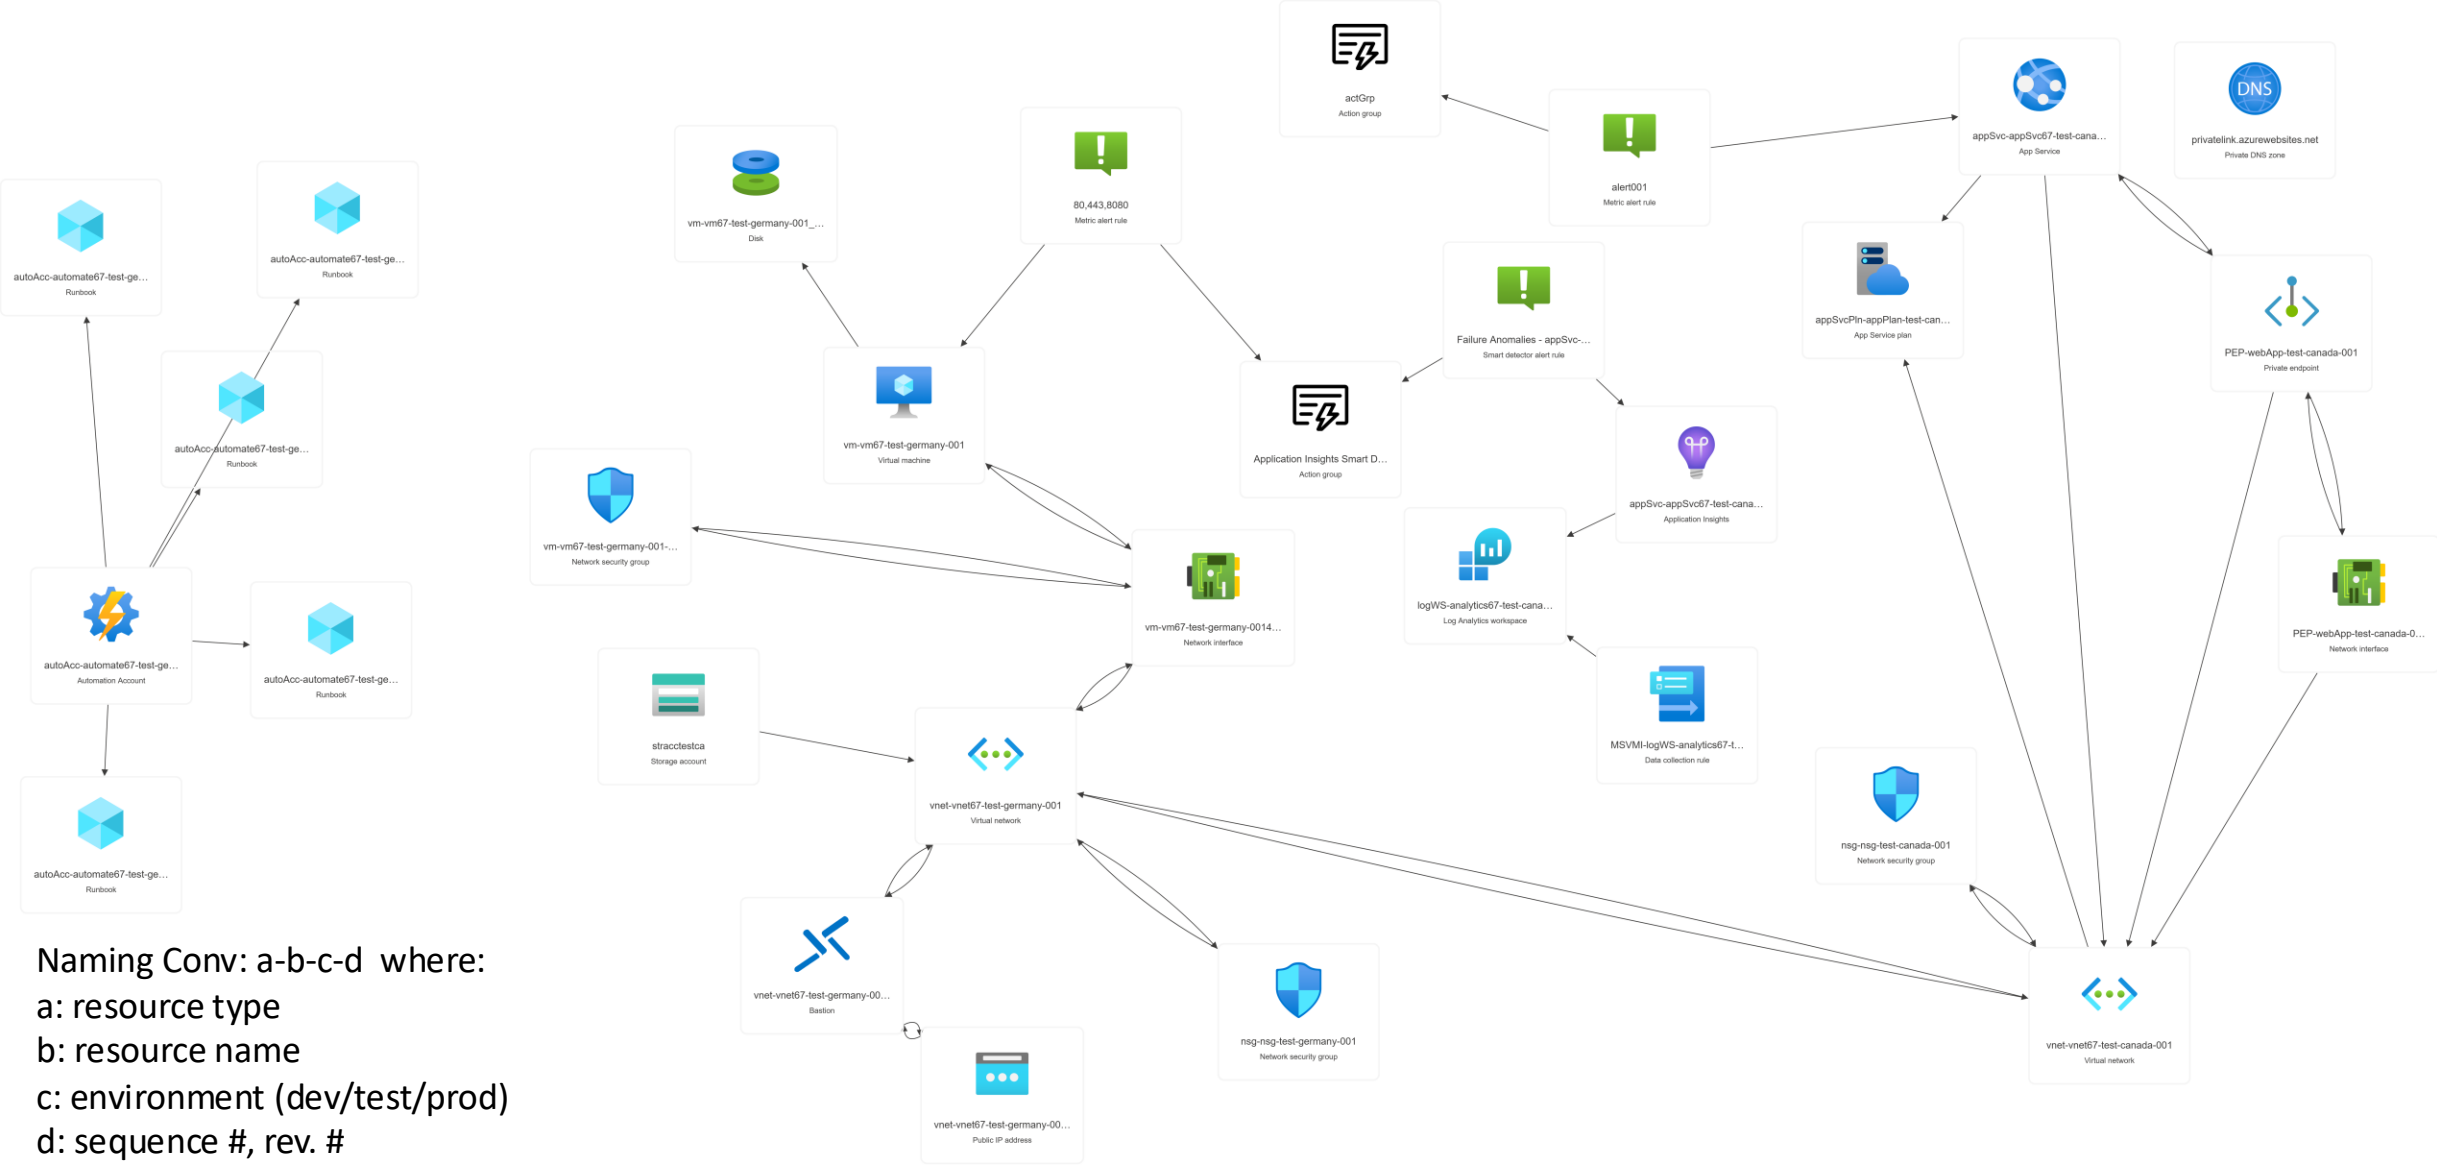 actGrp
Action group
appSvc-appSvc67-test-cana...
App Service
DNS
privatelink.azurewebsites.net
Private DNS zone
alert001
Metric alert rule
80,443,8080
Metric alert rule
vm-vm67-test-germany-001_...
Disk
autoAcc-automate67-test-ge...
Runbook
autoAcc-automate67-test-ge...
Runbook
appSvcPln-appPlan-test-can...
App Service plan
Failure Anomalies - appSvc-...
Smart detector alert rule
PEP-webApp-test-canada-001
Private endpoint
vm-vm67-test-germany-001
Virtual machine
autoAcc-automate67-test-ge...
Runbook
Application Insights Smart D...
Action group
appSvc-appSvc67-test-cana...
Application Insights
vm-vm67-test-germany-001-...
Network security group
logWS-analytics67-test-cana...
Log Analytics workspace
vm-vm67-test-germany-0014...
Network interface
PEP-webApp-test-canada-0...
Network interface
autoAcc-automate67-test-ge...
Automation Account
autoAcc-automate67-test-ge...
Runbook
stracctestca
Storage account
MSVMI-logWS-analytics67-t...
Data collection rule
vnet-vnet67-test-germany-001
Virtual network
nsg-nsg-test-canada-001
Network security group
autoAcc-automate67-test-ge...
Runbook
vnet-vnet67-test-germany-00...
Bastion
nsg-nsg-test-germany-001
Network security group
vnet-vnet67-test-canada-001
Virtual network
vnet-vnet67-test-germany-00...
Public IP address
Naming Conv: a-b-c-d where:
a: resource type
b: resource name
c: environment (dev/test/prod)
d: sequence #, rev. #